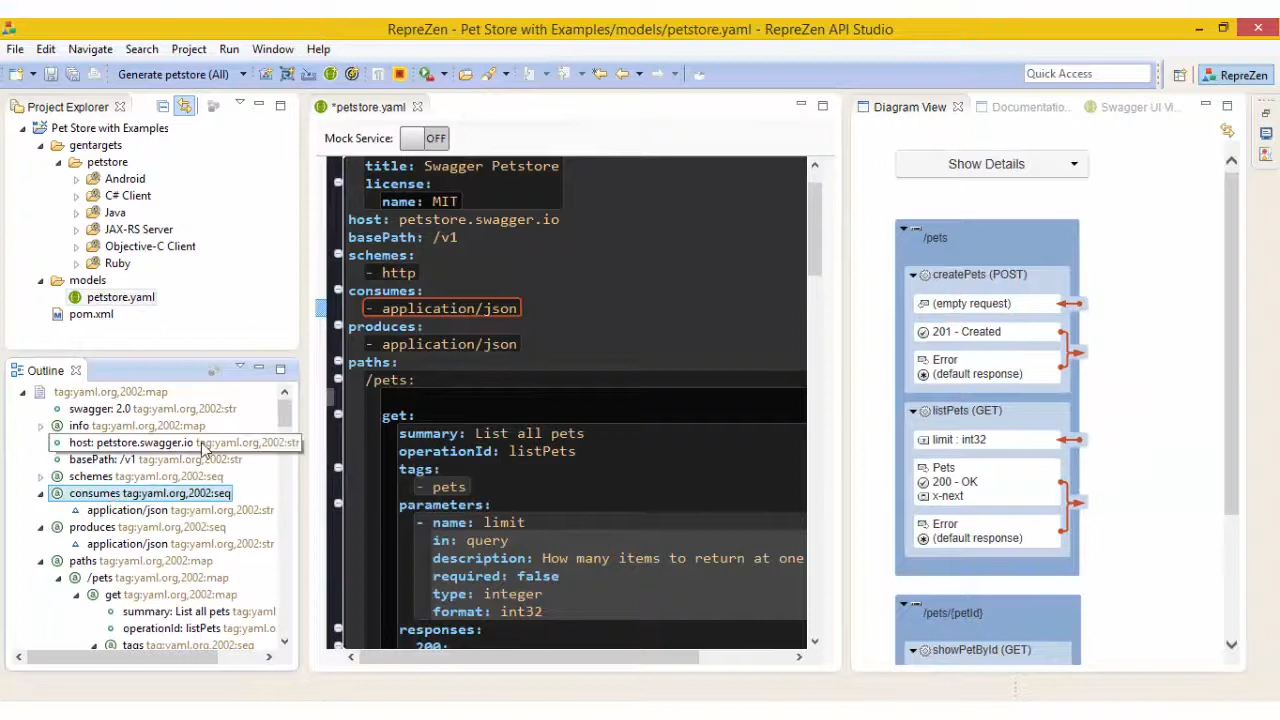 RepreZen - Pet Store with Examples/models/petstore.yaml - RepreZen API Studio
File Edit Navigate Search Project Run Window Help
Generate petstore (All)
Quick Access
RepreZen
Project Explorer
Pet Store with Examples
gentargets
petstore
Android
C# Client
Java
JAX-RS Server
Objective-C Client
Ruby
models
petstore.yaml
pom.xml
Outline
tag:yaml.org,2002:map
swagger: 2.0 tag:yaml.org,2002:str
info tag:yaml.org,2002:map
host: petstore.swagger.io tag:yaml.org,2002:str
basePath: /v1 tag:yaml.org,2002:str
schemes tag:yaml.org,2002:seq
consumes tag:yaml.org,2002:seq
application/json tag:yaml.org,2002:str
produces tag:yaml.org,2002:seq
application/json tag:yaml.org,2002:str
paths tag:yaml.org,2002:map
/pets tag:yaml.org,2002:map
get tag:yaml.org,2002:map
summary: List all pets tag:yaml
operationId: listPets tag:yaml.o
tags tag:yaml.org,2002:seq
*petstore.yaml
Mock Service: OFF
title: Swagger Petstore
license:
name: MIT
host: petstore.swagger.io
basePath: /v1
schemes:
- http
consumes:
- application/json
produces:
- application/json
paths:
/pets:
get:
summary: List all pets
operationId: listPets
tags:
- pets
parameters:
- name: limit
in: query
description: How many items to return at one
required: false
type: integer
format: int32
responses:
200:
Diagram View
Documentatio...
Swagger UI Vi...
Show Details
/pets
createPets (POST)
(empty request)
201 - Created
Error
(default response)
listPets (GET)
limit : int32
Pets
200 - OK
x-next
Error
(default response)
/pets/{petId}
showPetById (GET)